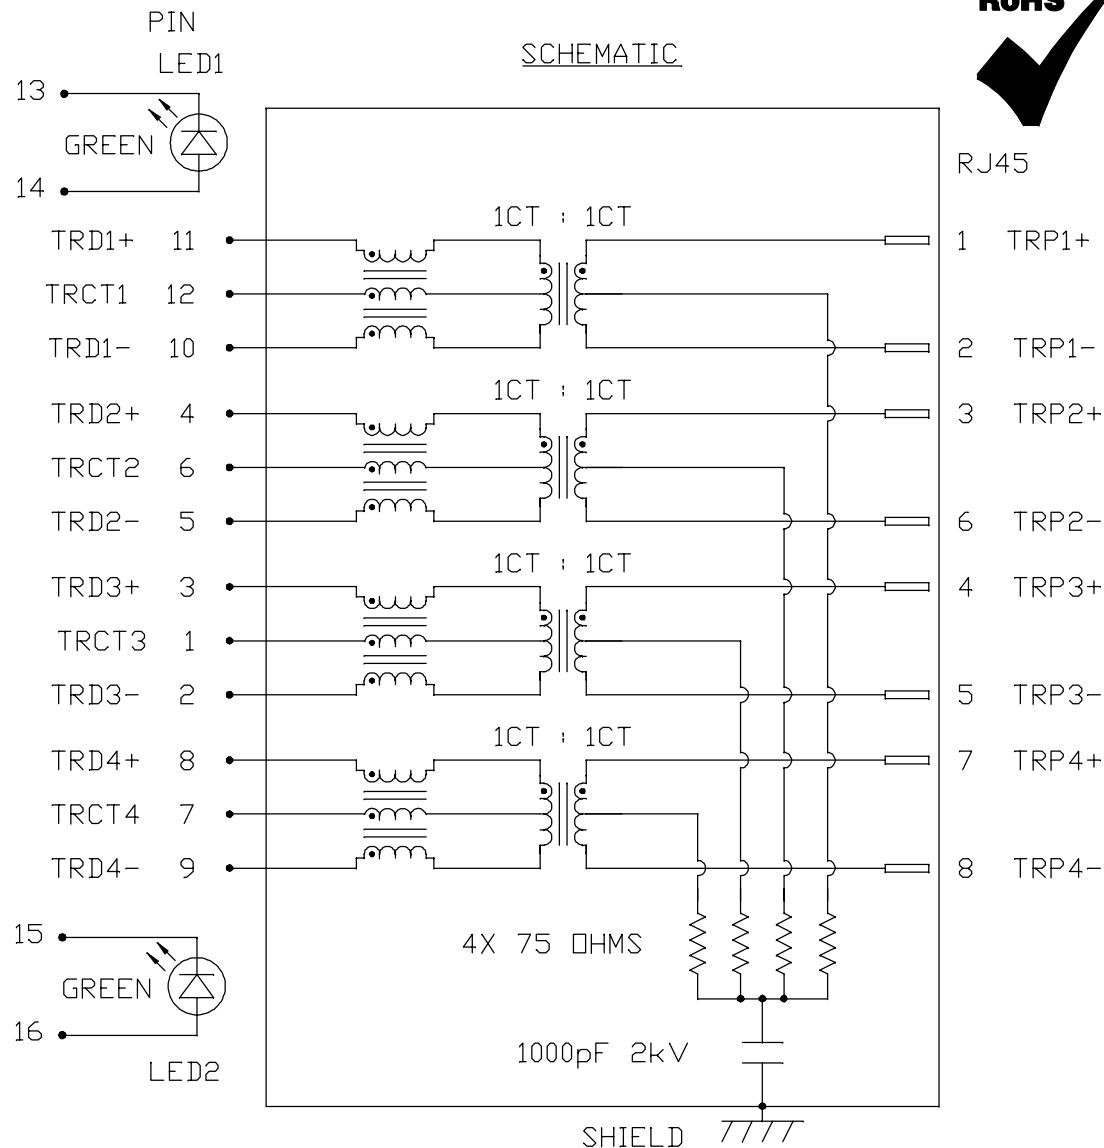 RoHS
PIN
LED1
SCHEMATIC
13
GREEN
14
RJ45
1CT : 1CT
TRD1+ 11 1 TRP1+
TRCT1 12
TRD1- 10 2 TRP1-
1CT : 1CT
TRD2+ 4 3 TRP2+
TRCT2 6
TRD2- 5 6 TRP2-
1CT : 1CT
TRD3+ 3 4 TRP3+
TRCT3 1
TRD3- 2 5 TRP3-
1CT : 1CT
TRD4+ 8 7 TRP4+
TRCT4 7
TRD4- 9 8 TRP4-
15
4X 75 OHMS
GREEN
16
1000pF 2kV
LED2
SHIELD